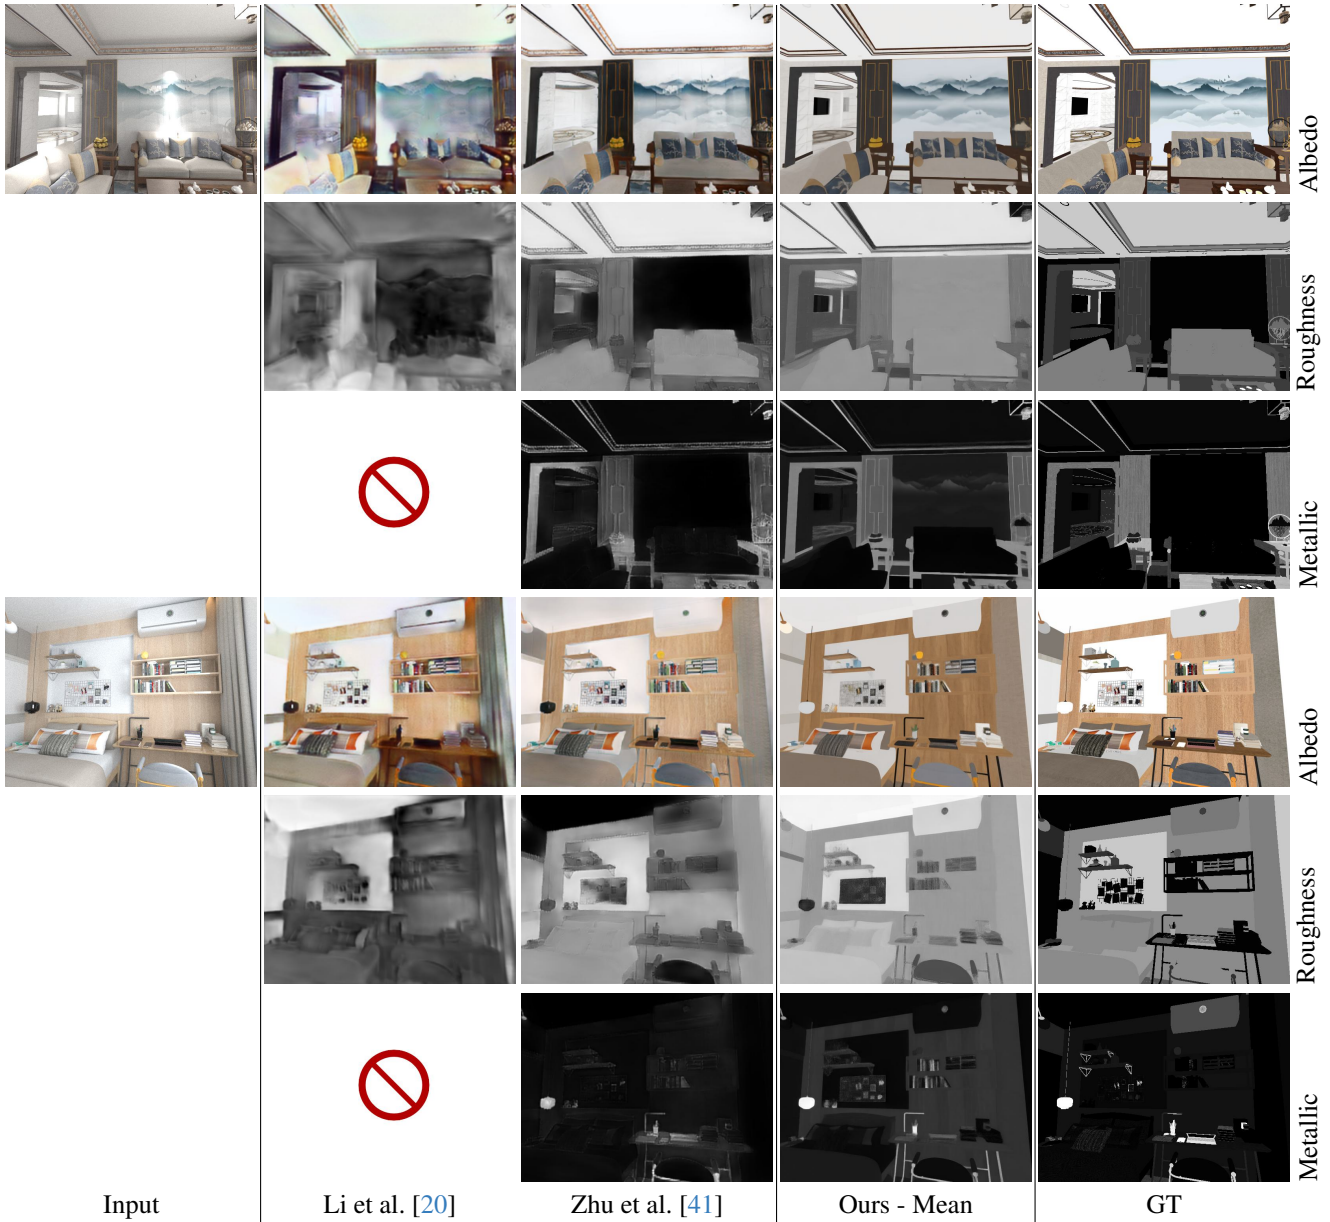 Albedo
Roughness
Metallic
Albedo
Roughness
Metallic
Input
Li et al. [20]
Zhu et al. [41]
Ours - Mean
GT